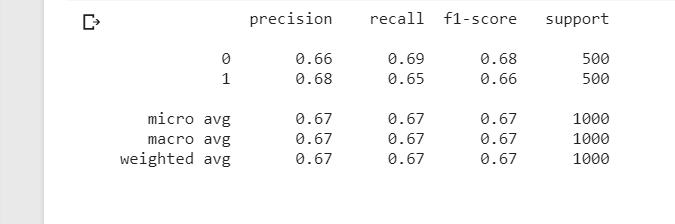 precision recall f1-score support
0 0.66 0.69 0.68 500
1 0.68 0.65 0.66 500
micro avg 0.67 0.67 0.67 1000
macro avg 0.67 0.67 0.67 1000
weighted avg 0.67 0.67 0.67 1000